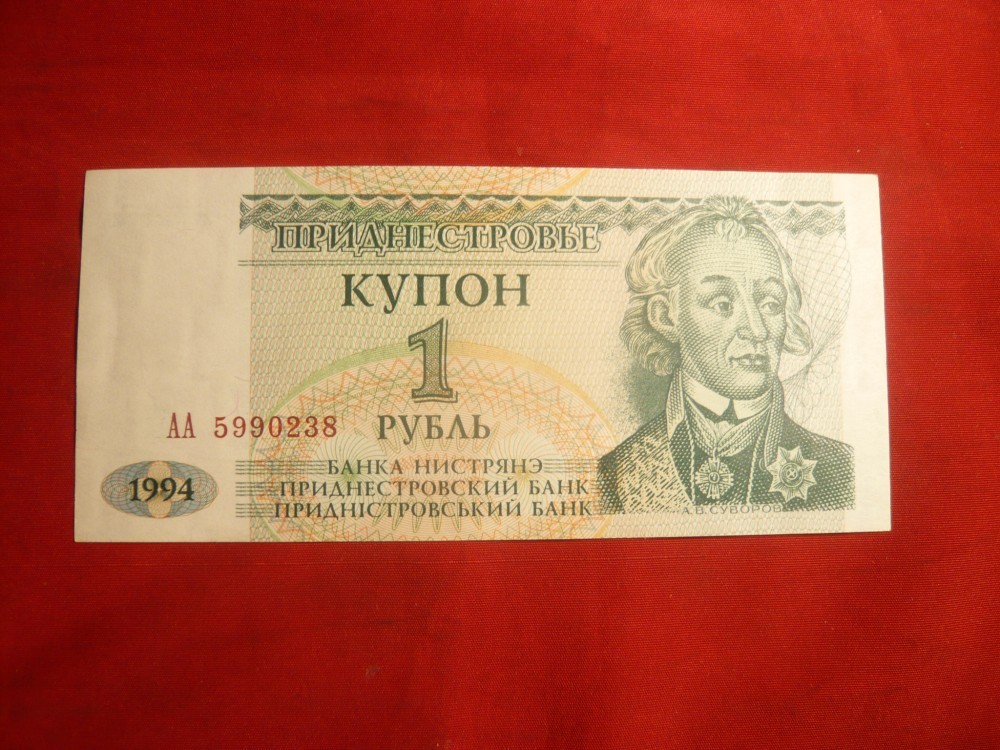 ПРИДНЕСТРОВЬЕ
КУПОН
1
АА 5990238
РУБЛЬ
1994
БАНКА НИСТРЯНЭ
ПРИДНЕСТРОВСКИЙ БАНК
ПРИДНІСТРОВСЬКИЙ БАНК
А.В.СУВОРОВ